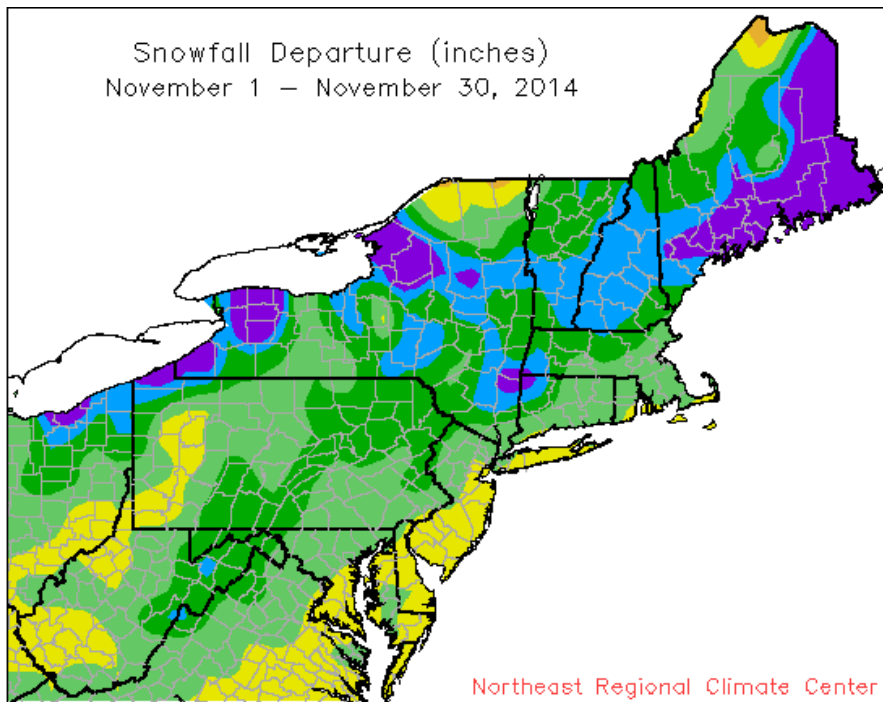 Snowfall Departure (inches)
November 1 – November 30, 2014
Northeast Regional Climate Center